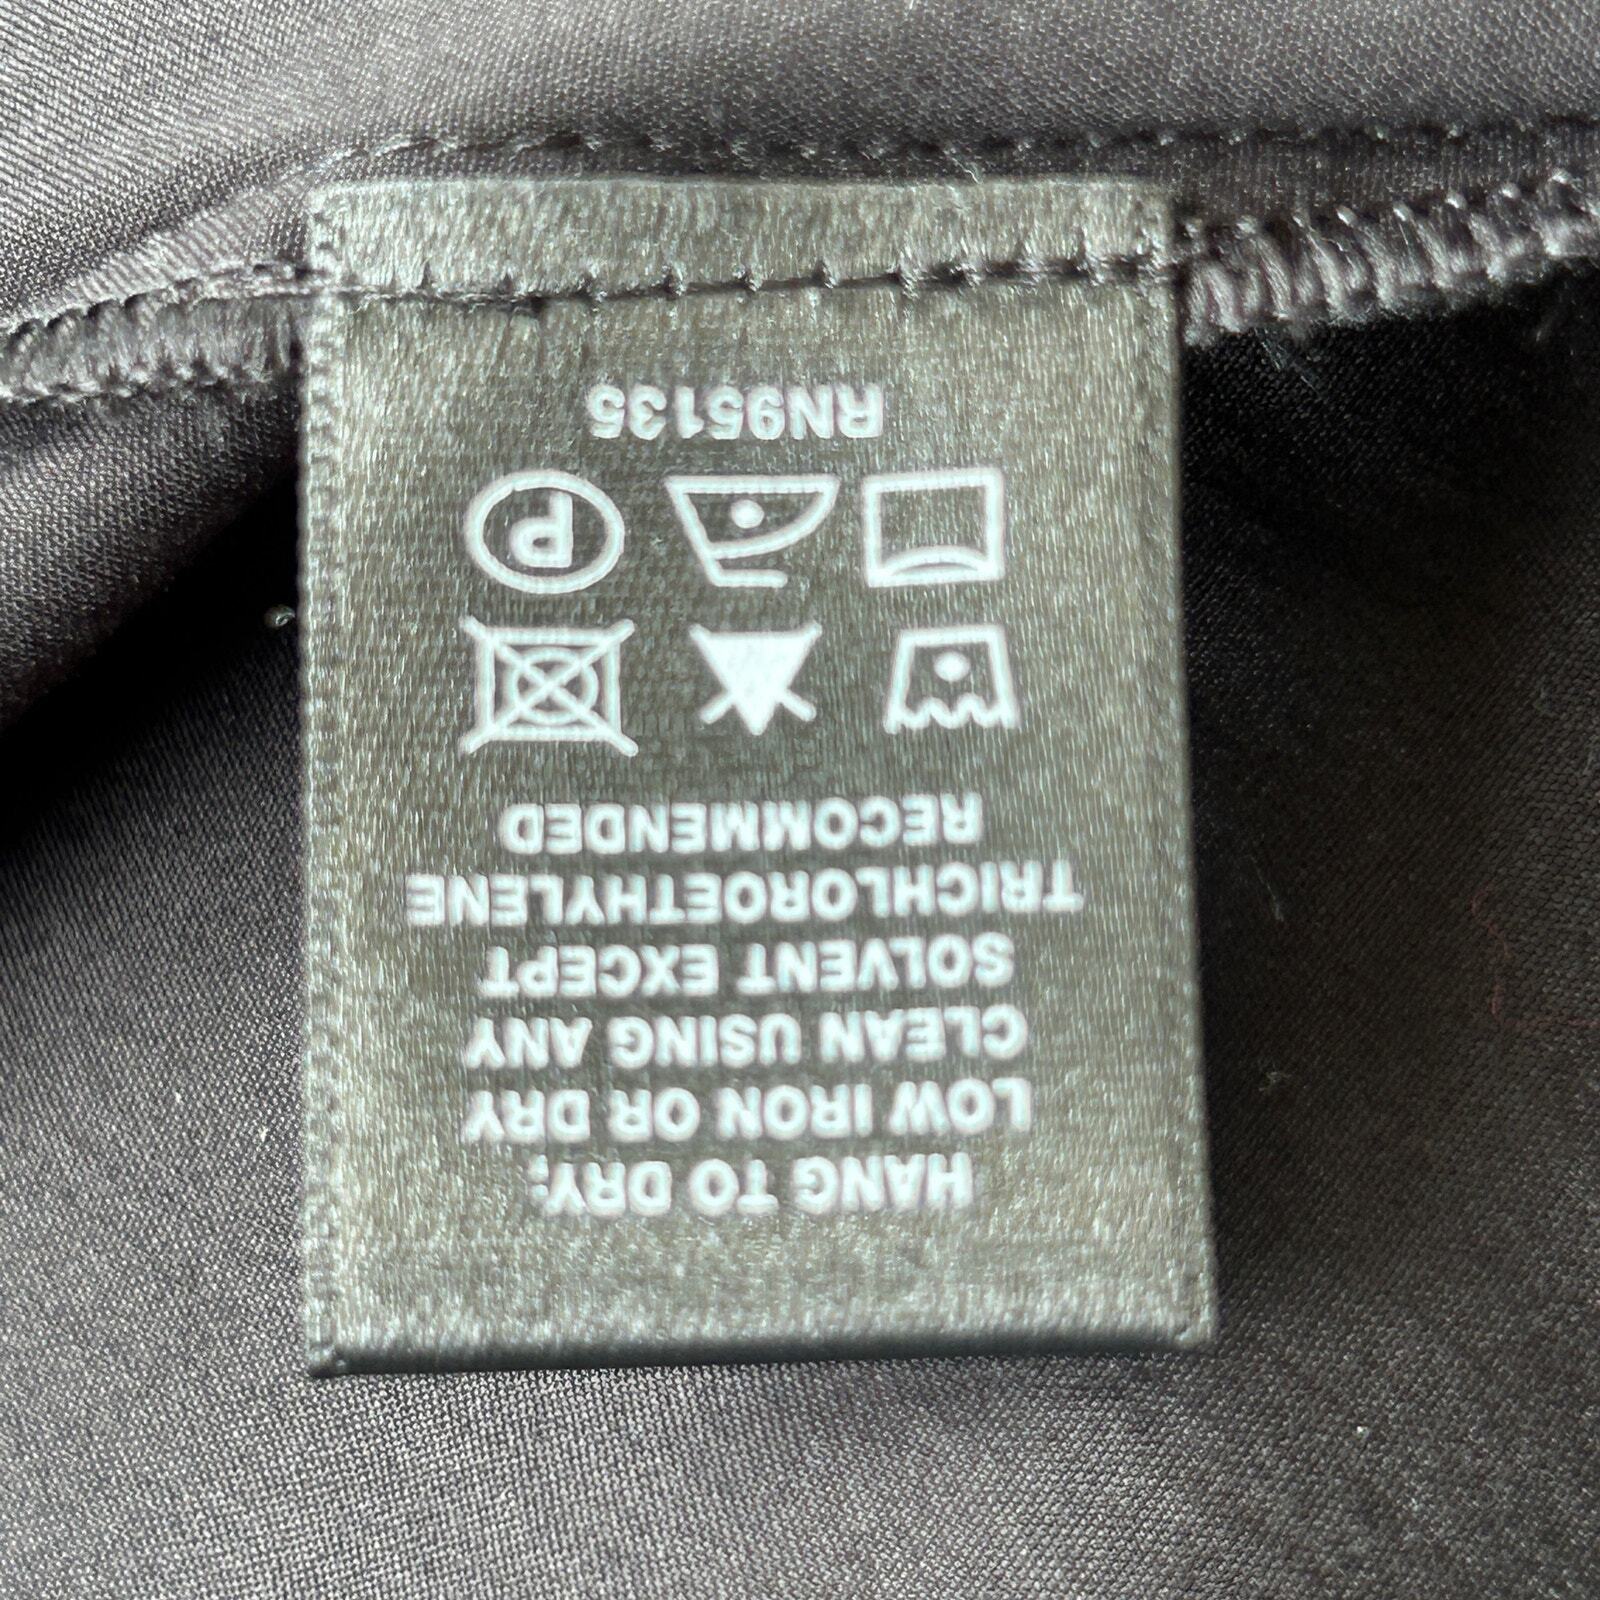 HANG TO DRY;
LOW IRON OR DRY
CLEAN USING ANY
SOLVENT EXCEPT
TRICHLOROETHYLENE
RECOMMENDED
P
RN95135